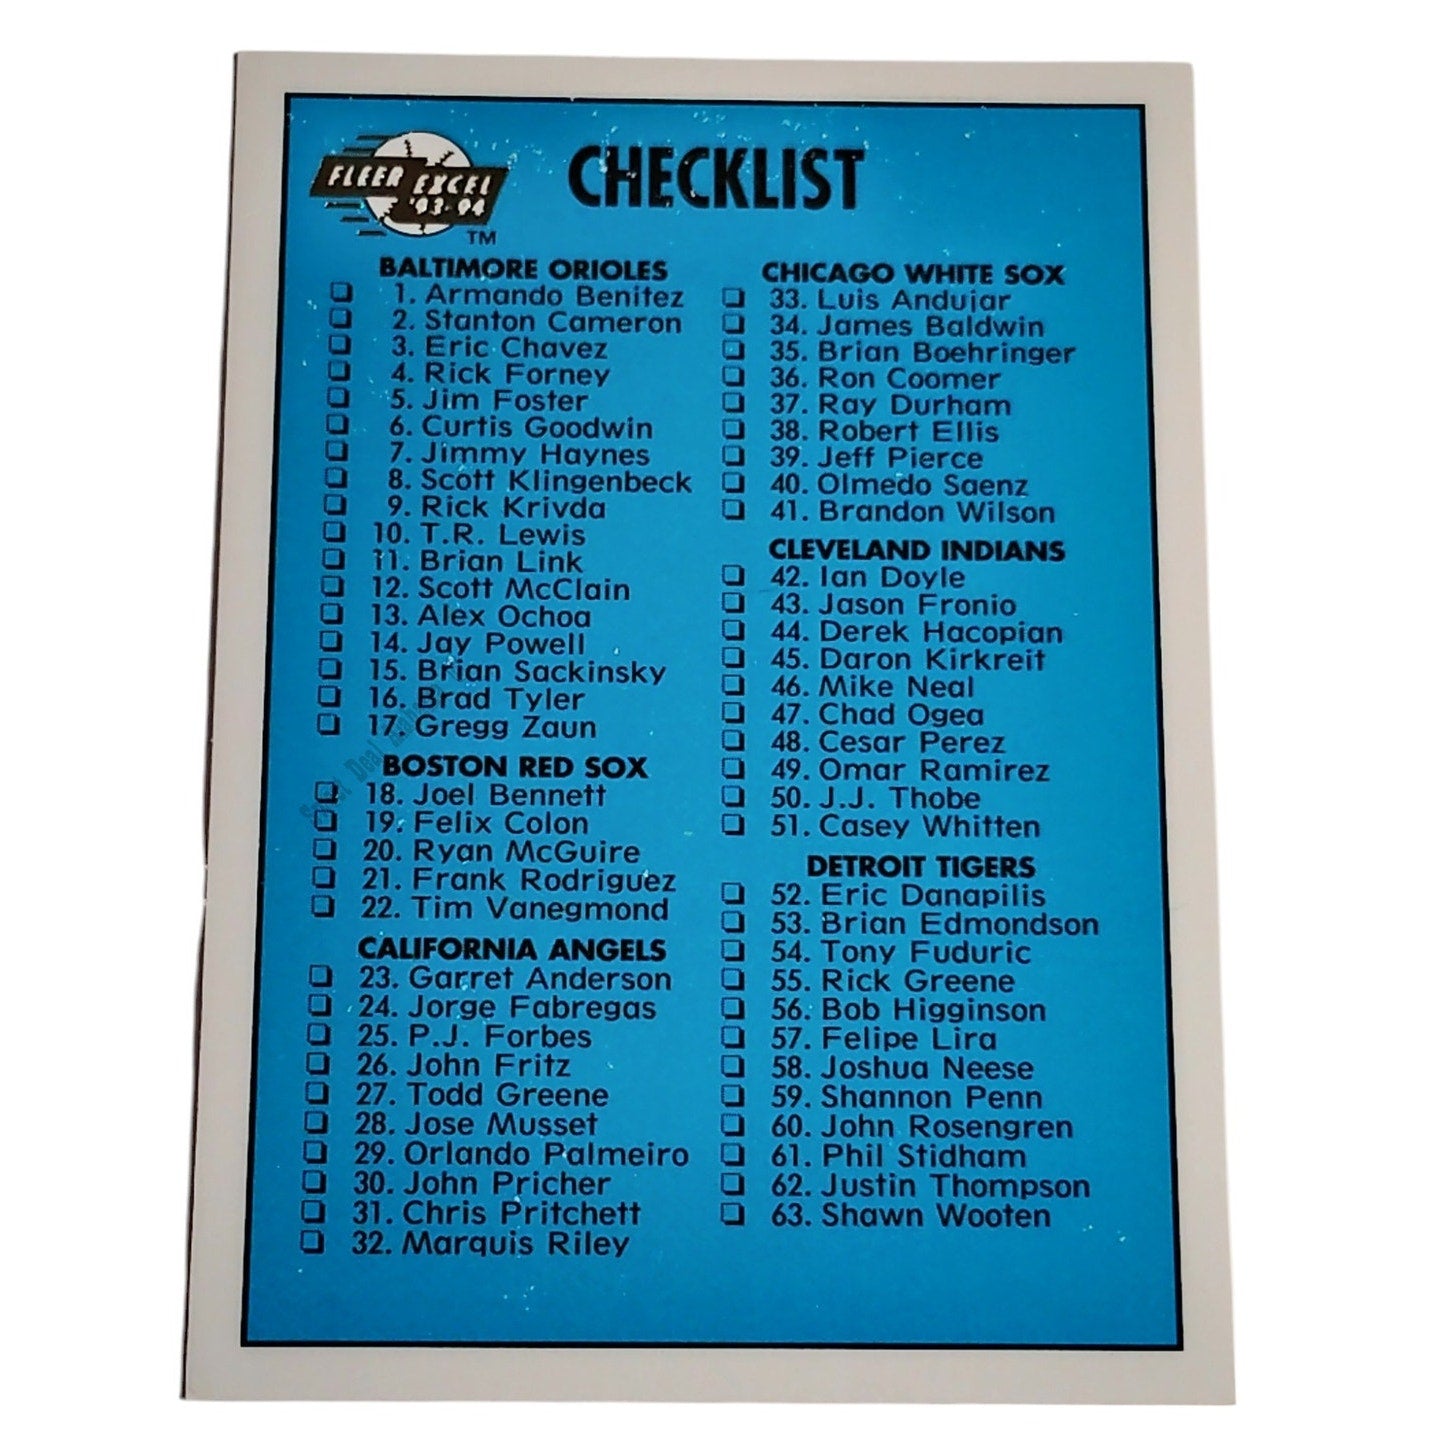 FLEER EXCEL
'93-94
TM
CHECKLIST
BALTIMORE ORIOLES
1. Armando Benitez
2. Stanton Cameron
3. Eric Chavez
4. Rick Forney
5. Jim Foster
6. Curtis Goodwin
7. Jimmy Haynes
8. Scott Klingenbeck
9. Rick Krivda
10. T.R. Lewis
11. Brian Link
12. Scott McClain
13. Alex Ochoa
14. Jay Powell
15. Brian Sackinsky
16. Brad Tyler
17. Gregg Zaun
BOSTON RED SOX
18. Joel Bennett
19. Felix Colon
20. Ryan McGuire
21. Frank Rodriguez
22. Tim Vanegmond
CALIFORNIA ANGELS
23. Garret Anderson
24. Jorge Fabregas
25. P.J. Forbes
26. John Fritz
27. Todd Greene
28. Jose Musset
29. Orlando Palmeiro
30. John Pricher
31. Chris Pritchett
32. Marquis Riley
CHICAGO WHITE SOX
33. Luis Andujar
34. James Baldwin
35. Brian Boehringer
36. Ron Coomer
37. Ray Durham
38. Robert Ellis
39. Jeff Pierce
40. Olmedo Saenz
41. Brandon Wilson
CLEVELAND INDIANS
42. Ian Doyle
43. Jason Fronio
44. Derek Hacopian
45. Daron Kirkreit
46. Mike Neal
47. Chad Ogea
48. Cesar Perez
49. Omar Ramirez
50. J.J. Thobe
51. Casey Whitten
DETROIT TIGERS
52. Eric Danapilis
53. Brian Edmondson
54. Tony Fuduric
55. Rick Greene
56. Bob Higginson
57. Felipe Lira
58. Joshua Neese
59. Shannon Penn
60. John Rosengren
61. Phil Stidham
62. Justin Thompson
63. Shawn Wooten
Deal